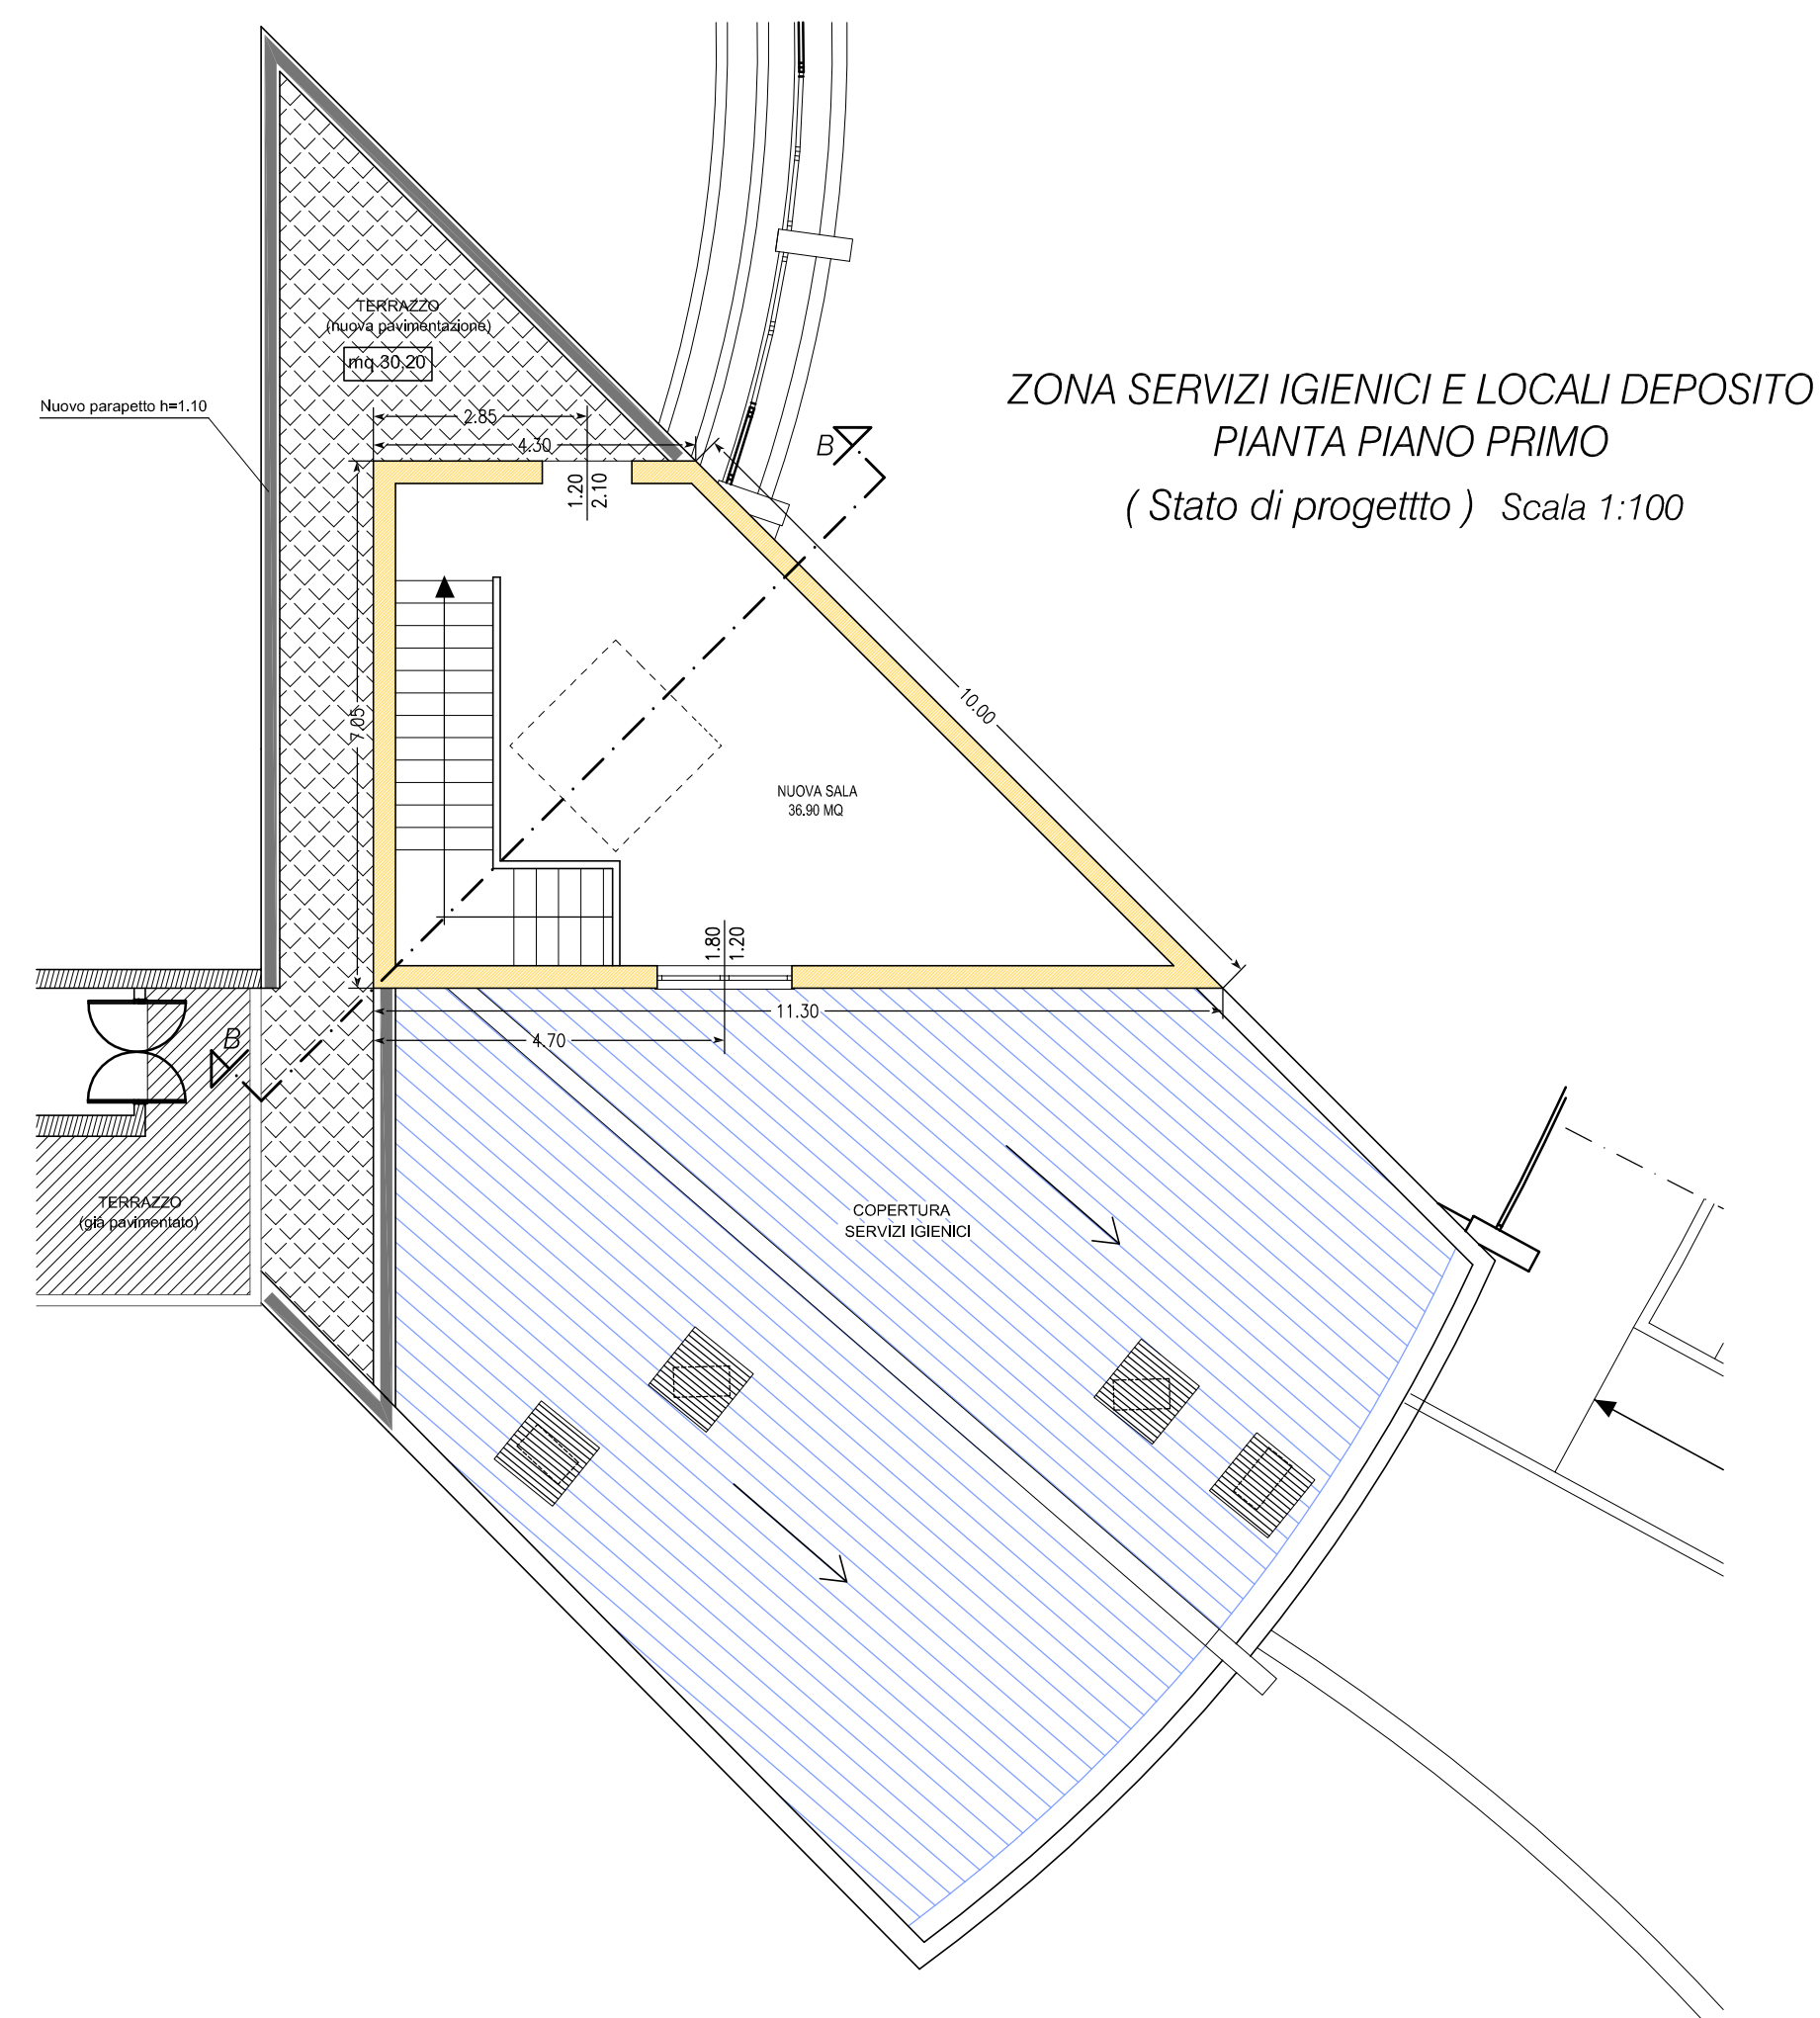 ZONA SERVIZI IGIENICI E LOCALI DEPOSITO
PIANTA PIANO PRIMO
( Stato di progettto ) Scala 1:100
TERRAZZO
(nuova pavimentazione)
mq 30,20
Nuovo parapetto h=1.10
2.85
4.30
1.20
2.10
B
7.05
10.00
NUOVA SALA
36.90 MQ
1.80
1.20
11.30
4.70
B
TERRAZZO
(già pavimentato)
COPERTURA
SERVIZI IGIENICI